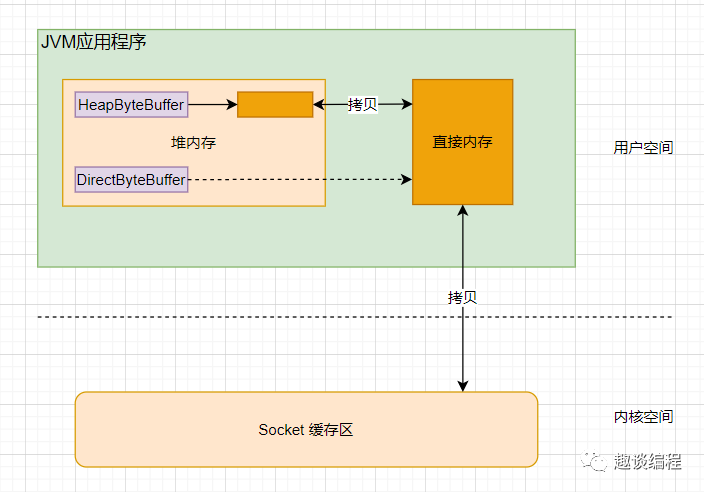 JVM应用程序
HeapByteBuffer
拷贝
堆内存
直接内存
用户空间
DirectByteBuffer
拷贝
Socket 缓存区
内核空间
趣谈编程